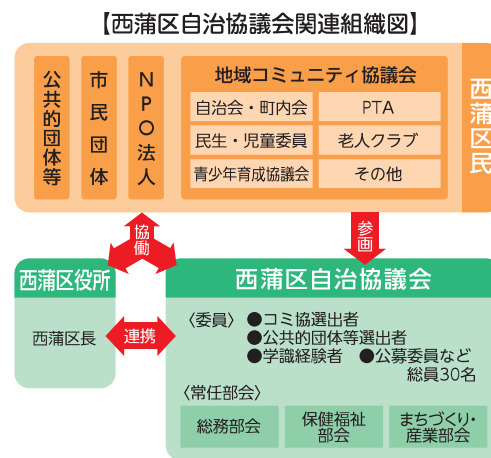 【西蒲区自治協議会関連組織図】
公共的団体等
市民団体
NPO法人
地域コミュニティ協議会
自治会・町内会
PTA
民生・児童委員
老人クラブ
青少年育成協議会
その他
西蒲区民
協働
参画
西蒲区役所
西蒲区長
連携
西蒲区自治協議会
〈委員〉 ●コミ協選出者
●公共的団体等選出者
●学識経験者 ●公募委員など
総員30名
〈常任部会〉
総務部会
保健福祉
部会
まちづくり・
産業部会